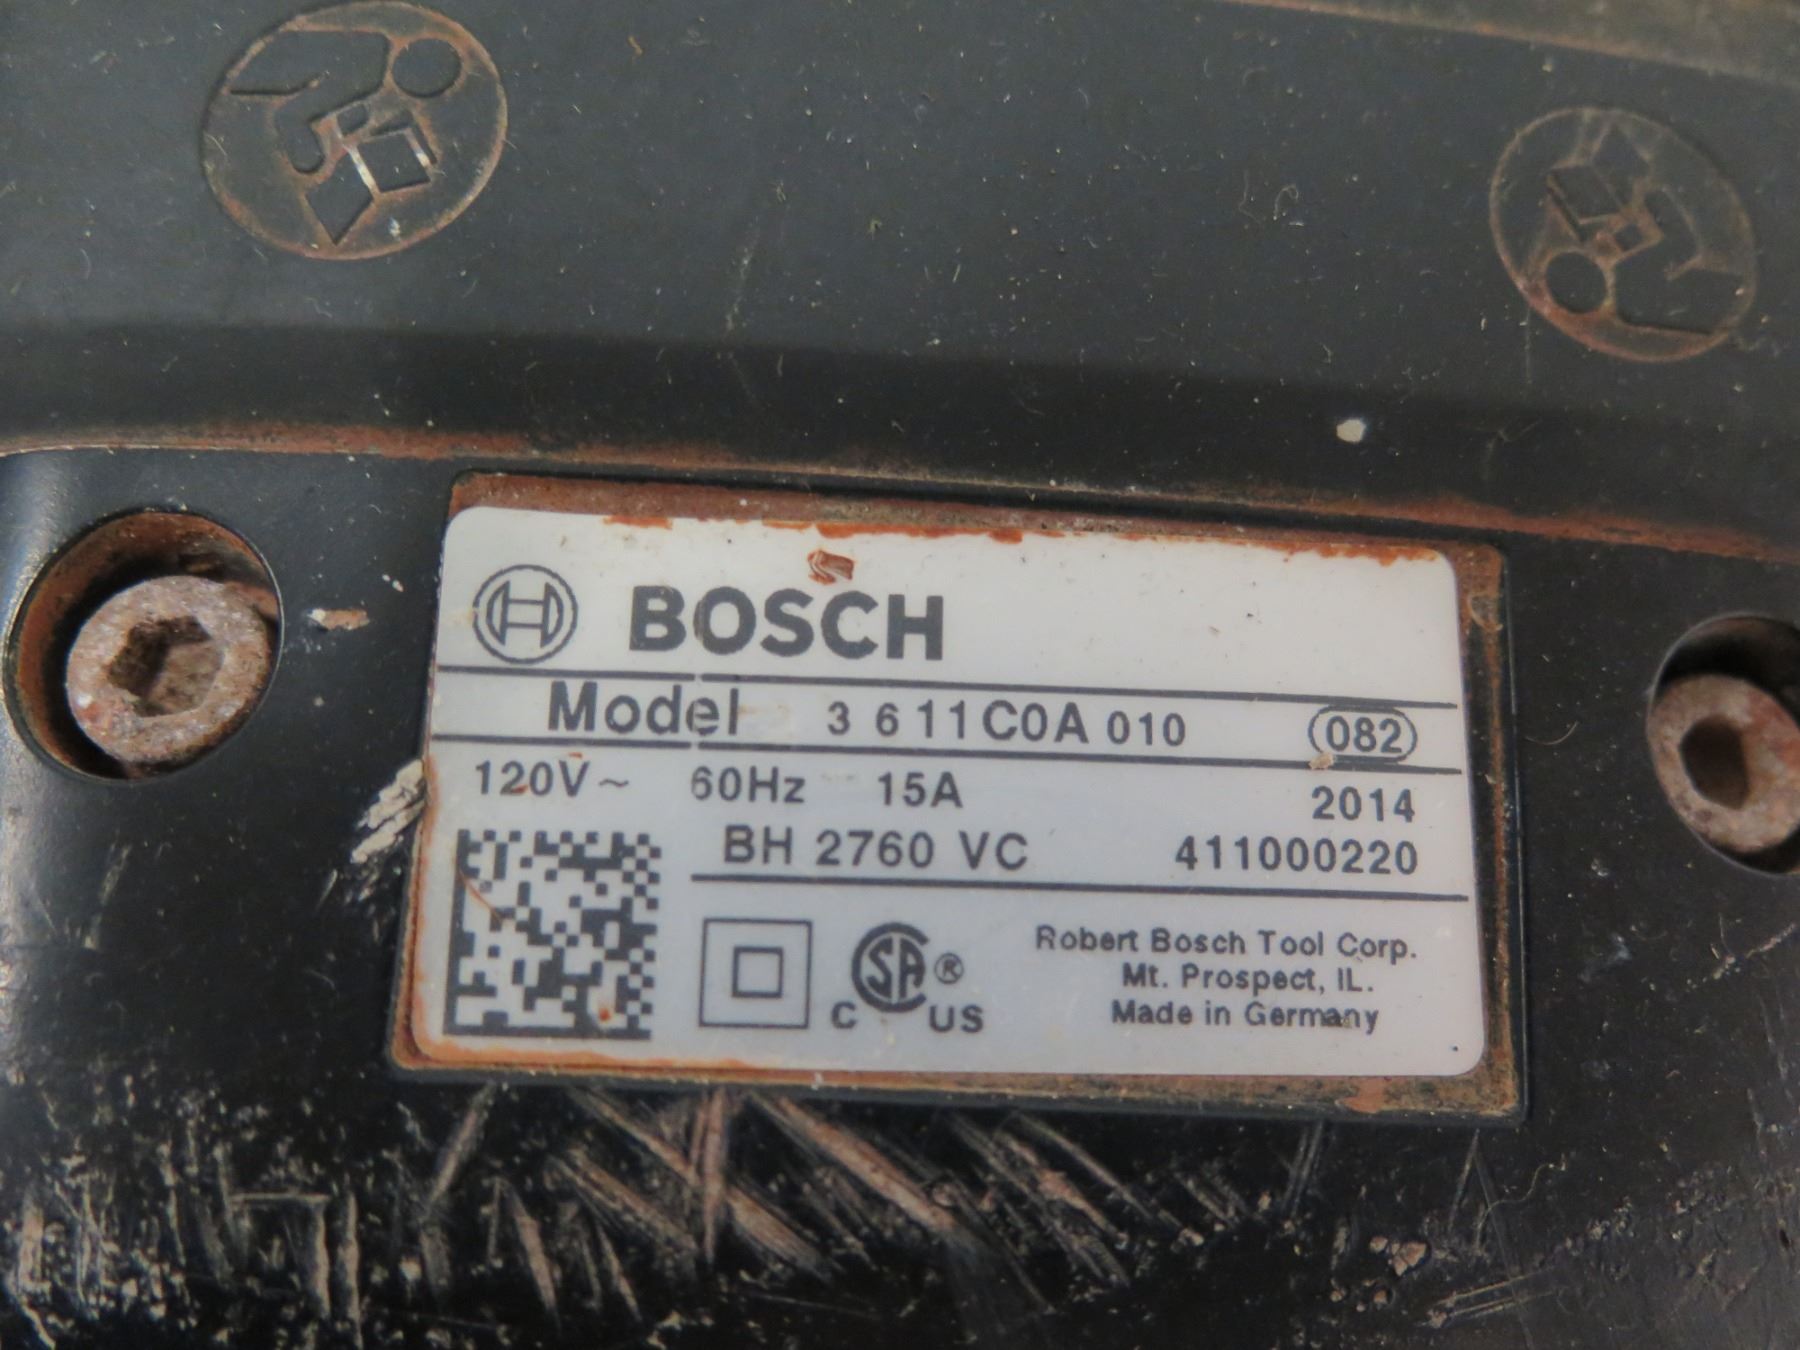 BOSCH
Model 3 611 C0A 010 082
120V~ 60Hz 15A 2014
BH 2760 VC 411000220
Robert Bosch Tool Corp.
Mt. Prospect, IL.
Made in Germany
C SA® US